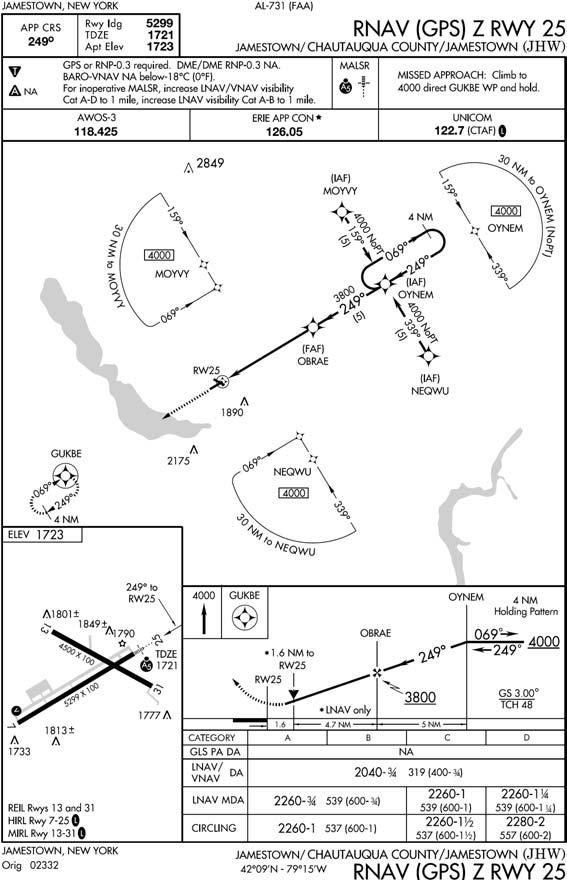 JAMESTOWN, NEW YORK
AL-731 (FAA)
RNAV (GPS) Z RWY 25
JAMESTOWN/ CHAUTAUQUA COUNTY/JAMESTOWN (JHW)
APP CRS
249°
Rwy ldg 5299
TDZE 1721
Apt Elev 1723
T
A NA
GPS or RNP-0.3 required. DME/DME RNP-0.3 NA.
BARO-VNAV NA below-18°C (0°F).
For inoperative MALSR, increase LNAV/VNAV visibility
Cat A-D to 1 mile, increase LNAV visibility Cat A-B to 1 mile.
MALSR
A5
MISSED APPROACH: Climb to
4000 direct GUKBE WP and hold.
AWOS-3
118.425
ERIE APP CON ★
126.05
UNICOM
122.7 (CTAF) L
2849
30 NM to MOYVY
159°
4000
MOYVY
069°
(IAF)
MOYVY
4000 NoPT
159°
(5)
4 NM
069°
249°
(IAF)
OYNEM
30 NM to OYNEM (NoPT)
159°
4000
OYNEM
339°
3800
249°
(5)
4000 NoPT
339°
(5)
(FAF)
OBRAE
(IAF)
NEQWU
RW25
1890
2175
GUKBE
069°
249°
4 NM
069°
NEQWU
4000
339°
30 NM to NEQWU
ELEV 1723
249° to
RW25
1801±
1849±
1790
13
25
4500 X 100
A5
TDZE
1721
5299 X 100
31
1777
7
1733
1813±
REIL Rwys 13 and 31
HIRL Rwy 7-25 L
MIRL Rwy 13-31 L
4000
GUKBE
OYNEM
4 NM
Holding Pattern
069°
4000
249°
OBRAE
249°
* 1.6 NM to
RW25
RW25
3800
* LNAV only
GS 3.00°
TCH 48
1.6
4.7 NM
5 NM
CATEGORY A B C D
GLS PA DA NA
LNAV/
VNAV DA 2040-¾ 319 (400-¾)
LNAV MDA 2260-¾ 539 (600-¾) 2260-1 539 (600-1) 2260-1¼ 539 (600-1¼)
CIRCLING 2260-1 537 (600-1) 2260-1½ 537 (600-1½) 2280-2 557 (600-2)
JAMESTOWN, NEW YORK
Orig 02332
42°09'N - 79°15'W
JAMESTOWN/ CHAUTAUQUA COUNTY/JAMESTOWN (JHW)
RNAV (GPS) Z RWY 25